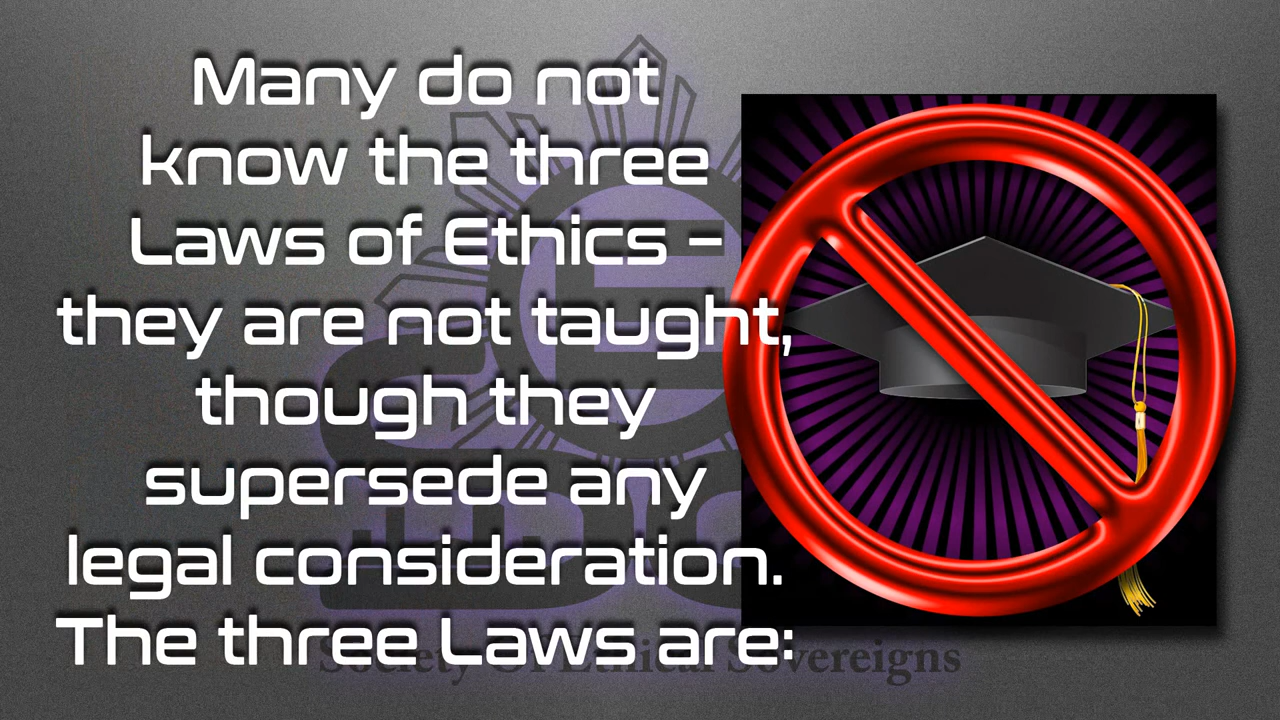 Many do not
know the three
Laws of Ethics -
they are not taught,
though they
supersede any
legal consideration.
The three Laws are:
Society Of Ethical Sovereigns